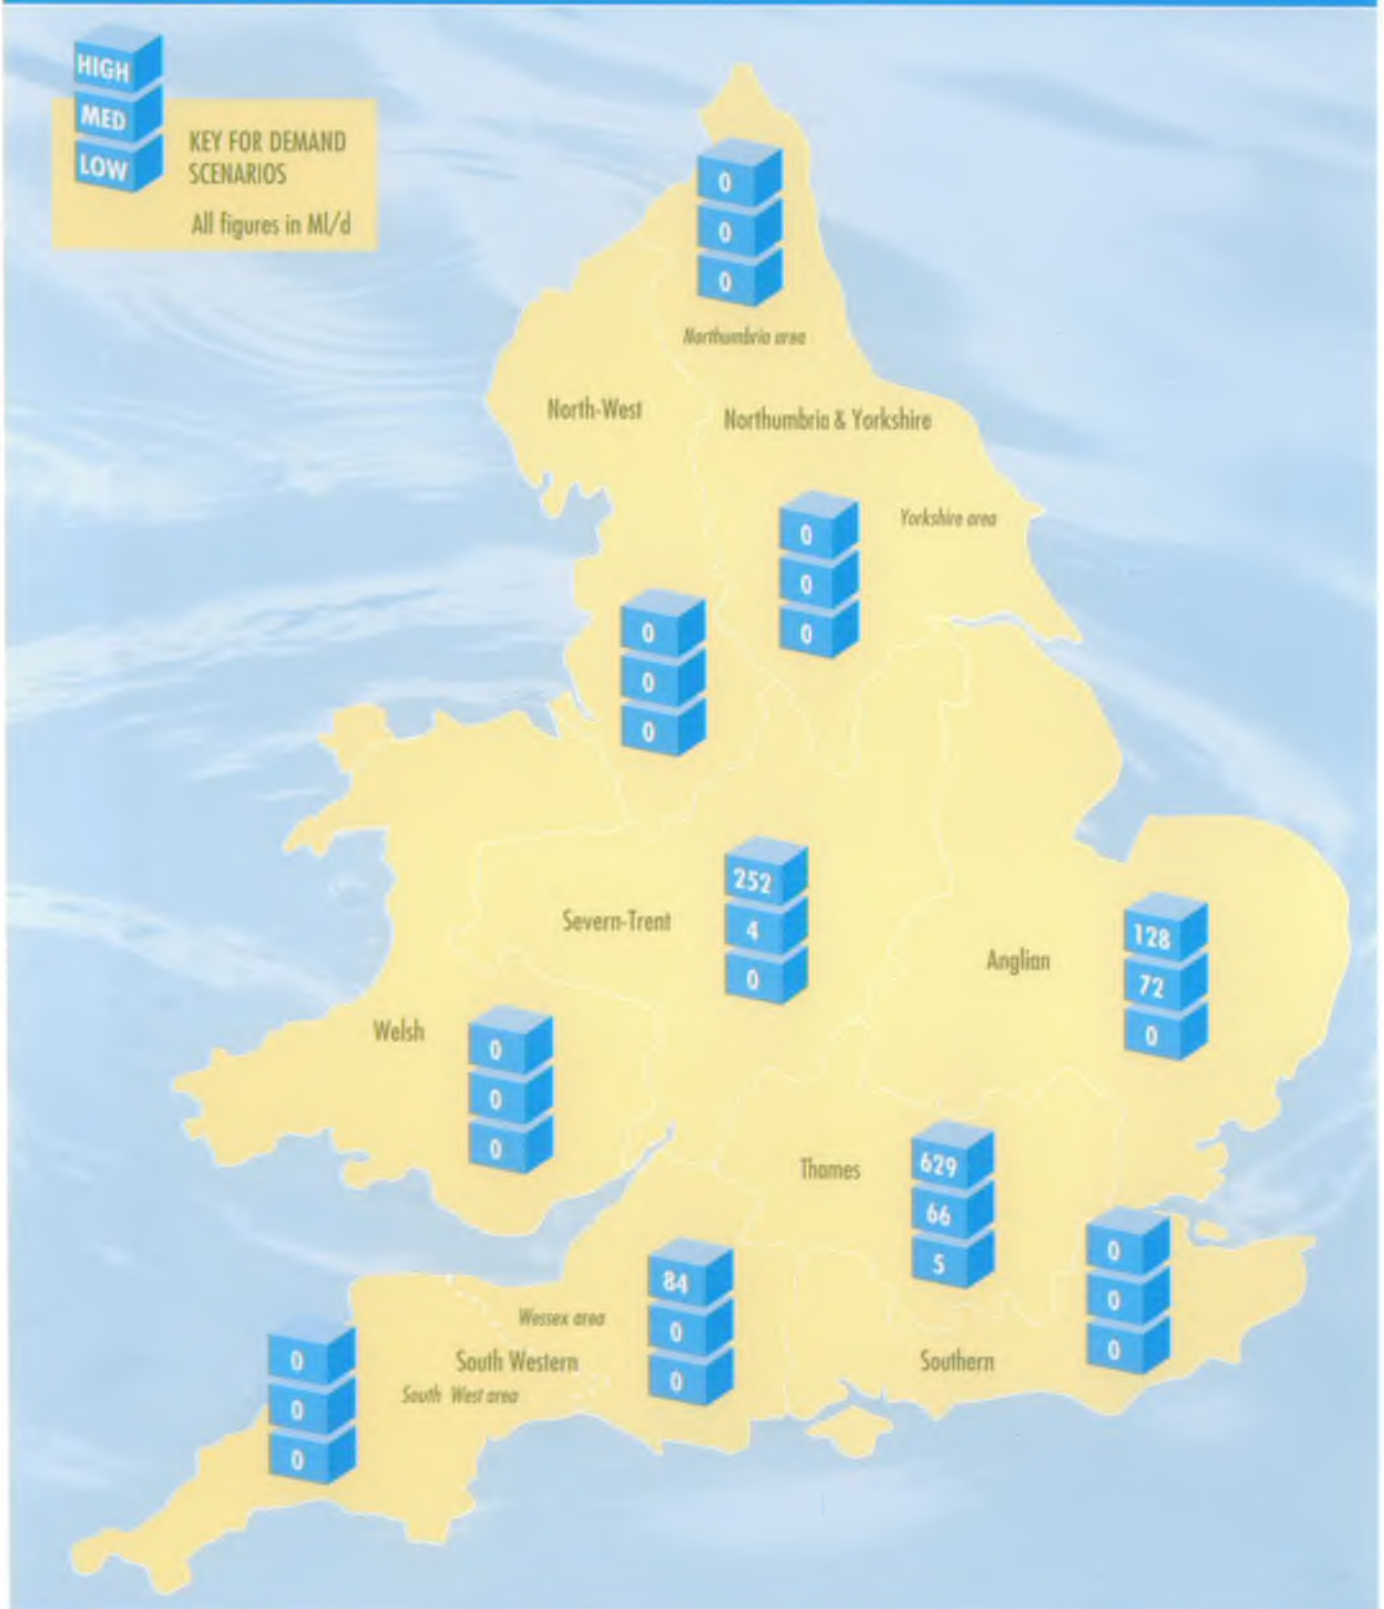 HIGH
MED
LOW
KEY FOR DEMAND
SCENARIOS
All figures in Ml/d
0
0
0
Northumbria area
North-West
Northumbria & Yorkshire
0
0
0
Yorkshire area
0
0
0
Severn-Trent
252
4
0
Anglian
128
72
0
Welsh
0
0
0
Thames
629
66
5
0
0
0
Wessex area
84
0
0
South Western
South West area
Southern
0
0
0